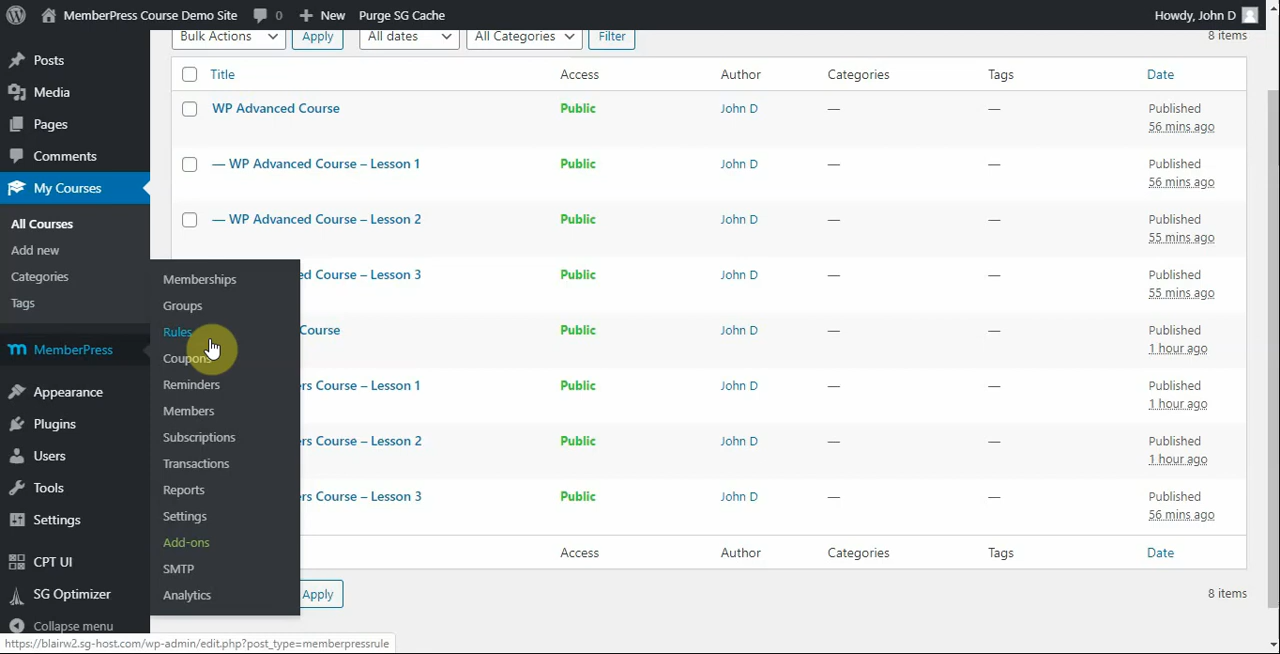 MemberPress Course Demo Site 0 New Purge SG Cache Howdy, John D
Bulk Actions Apply All dates All Categories Filter 8 items
Title Access Author Categories Tags Date
WP Advanced Course Public John D — — Published
56 mins ago
— WP Advanced Course – Lesson 1 Public John D — — Published
56 mins ago
— WP Advanced Course – Lesson 2 Public John D — — Published
55 mins ago
ed Course – Lesson 3 Public John D — — Published
55 mins ago
Course Public John D — — Published
1 hour ago
rs Course – Lesson 1 Public John D — — Published
1 hour ago
rs Course – Lesson 2 Public John D — — Published
1 hour ago
rs Course – Lesson 3 Public John D — — Published
56 mins ago
Access Author Categories Tags Date
Apply 8 items
Posts
Media
Pages
Comments
My Courses
All Courses
Add new
Categories
Tags
MemberPress
Appearance
Plugins
Users
Tools
Settings
CPT UI
SG Optimizer
Collapse menu
Memberships
Groups
Rules
Coupons
Reminders
Members
Subscriptions
Transactions
Reports
Settings
Add-ons
SMTP
Analytics
https://blairw2.sg-host.com/wp-admin/edit.php?post_type=memberpressrule